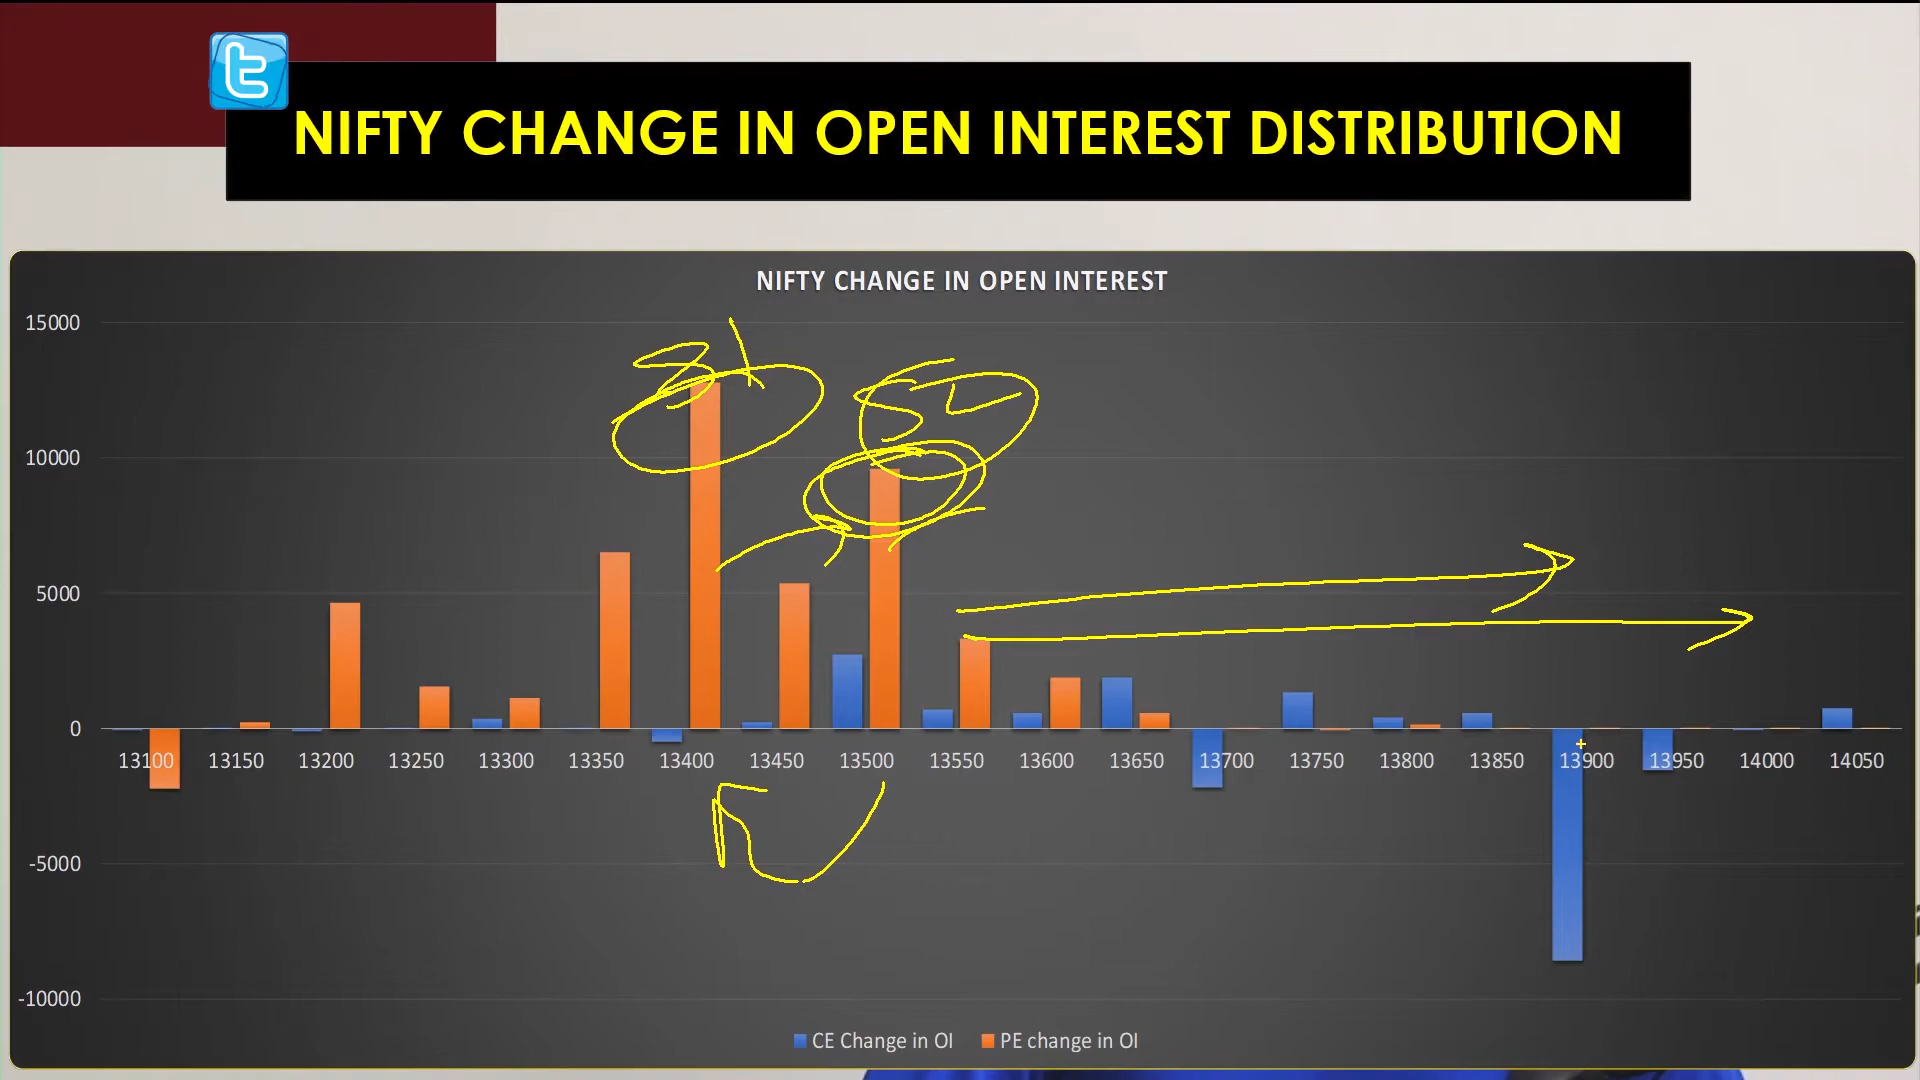 NIFTY CHANGE IN OPEN INTEREST DISTRIBUTION
NIFTY CHANGE IN OPEN INTEREST
15000
10000
5000
0
-5000
-10000
13100 13150 13200 13250 13300 13350 13400 13450 13500 13550 13600 13650 13700 13750 13800 13850 13900 13950 14000 14050
CE Change in OI PE change in OI